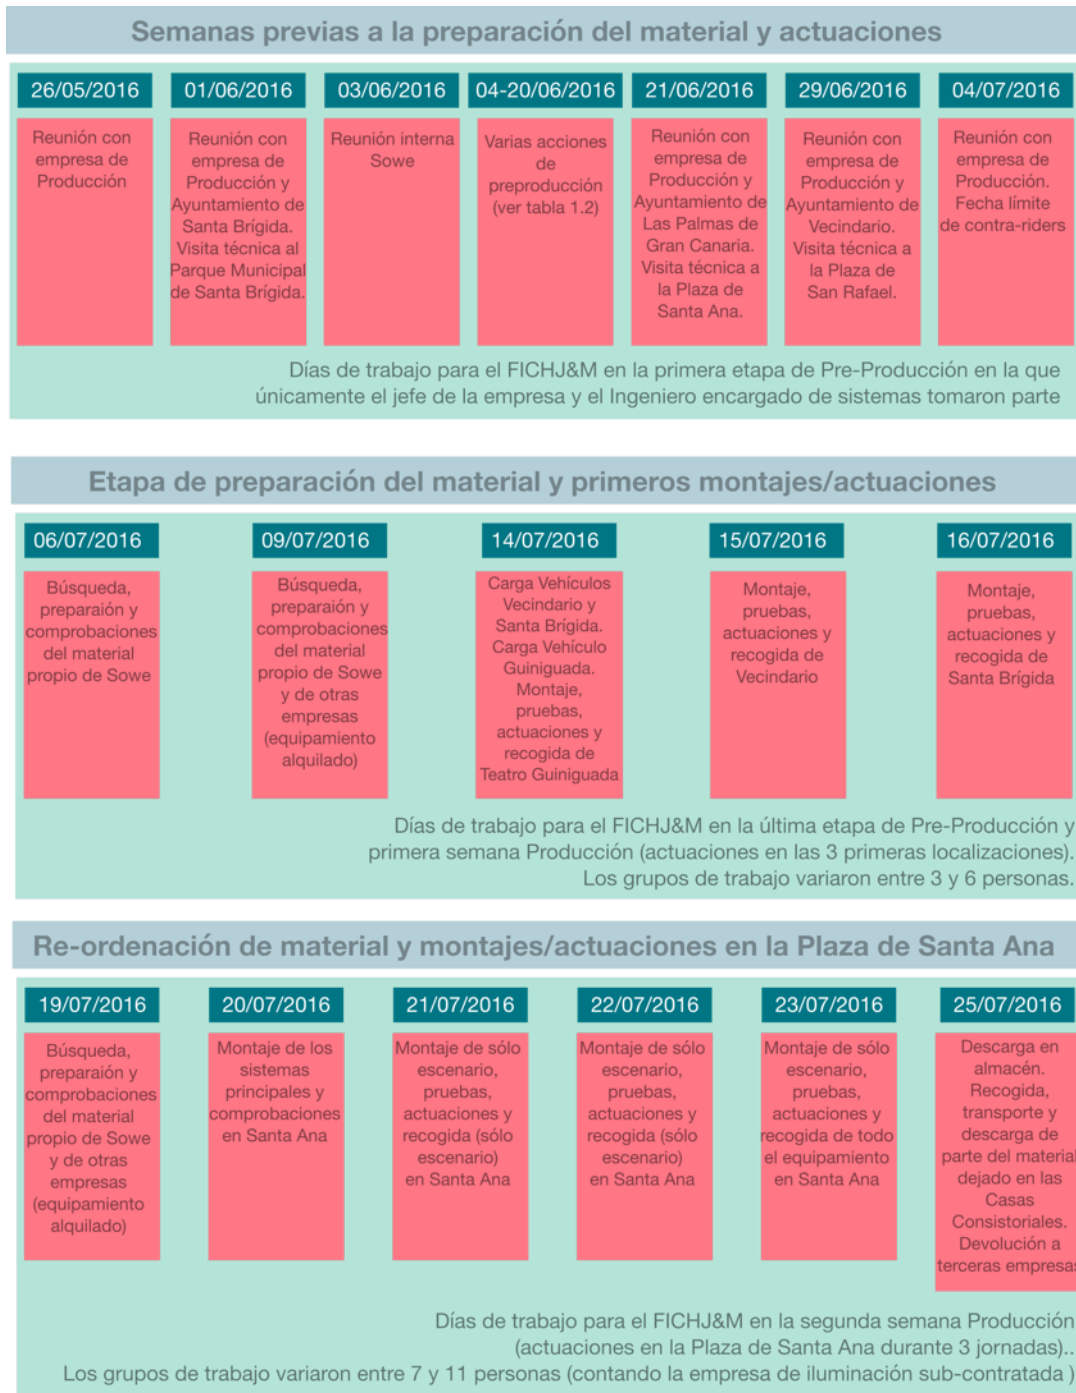 Semanas previas a la preparación del material y actuaciones
26/05/2016
Reunión con
empresa de
Producción
01/06/2016
Reunión con
empresa de
Producción y
Ayuntamiento de
Santa Brígida.
Visita técnica al
Parque Municipal
de Santa Brígida.
03/06/2016
Reunión interna
Sowe
04-20/06/2016
Varias acciones
de
preproducción
(ver tabla 1.2)
21/06/2016
Reunión con
empresa de
Producción y
Ayuntamiento de
Las Palmas de
Gran Canaria.
Visita técnica a
la Plaza de
Santa Ana.
29/06/2016
Reunión con
empresa de
Producción y
Ayuntamiento de
Vecindario.
Visita técnica a
la Plaza de
San Rafael.
04/07/2016
Reunión con
empresa de
Producción.
Fecha límite
de contra-riders
Días de trabajo para el FICHJ&M en la primera etapa de Pre-Producción en la que
únicamente el jefe de la empresa y el Ingeniero encargado de sistemas tomaron parte
Etapa de preparación del material y primeros montajes/actuaciones
06/07/2016
Búsqueda,
preparaión y
comprobaciones
del material
propio de Sowe
09/07/2016
Búsqueda,
preparaión y
comprobaciones
del material
propio de Sowe
y de otras
empresas
(equipamiento
alquilado)
14/07/2016
Carga Vehículos
Vecindario y
Santa Brígida.
Carga Vehículo
Guiniguada.
Montaje,
pruebas,
actuaciones y
recogida de
Teatro Guiniguada
15/07/2016
Montaje,
pruebas,
actuaciones y
recogida de
Vecindario
16/07/2016
Montaje,
pruebas,
actuaciones y
recogida de
Santa Brígida
Días de trabajo para el FICHJ&M en la última etapa de Pre-Producción y
primera semana Producción (actuaciones en las 3 primeras localizaciones).
Los grupos de trabajo variaron entre 3 y 6 personas.
Re-ordenación de material y montajes/actuaciones en la Plaza de Santa Ana
19/07/2016
Búsqueda,
preparaión y
comprobaciones
del material
propio de Sowe
y de otras
empresas
(equipamiento
alquilado)
20/07/2016
Montaje de los
sistemas
principales y
comprobaciones
en Santa Ana
21/07/2016
Montaje de sólo
escenario,
pruebas,
actuaciones y
recogida (sólo
escenario)
en Santa Ana
22/07/2016
Montaje de sólo
escenario,
pruebas,
actuaciones y
recogida (sólo
escenario)
en Santa Ana
23/07/2016
Montaje de sólo
escenario,
pruebas,
actuaciones y
recogida de todo
el equipamiento
en Santa Ana
25/07/2016
Descarga en
almacén.
Recogida,
transporte y
descarga de
parte del material
dejado en las
Casas
Consistoriales.
Devolución a
terceras empresas
Días de trabajo para el FICHJ&M en la segunda semana Producción
(actuaciones en la Plaza de Santa Ana durante 3 jornadas)..
Los grupos de trabajo variaron entre 7 y 11 personas (contando la empresa de iluminación sub-contratada )